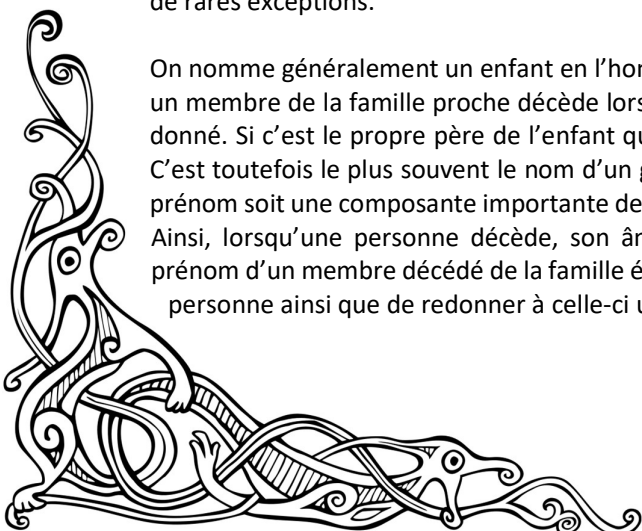 de rares exceptions.
On nomme généralement un enfant en l’hon
un membre de la famille proche décède lors
donné. Si c’est le propre père de l’enfant qu
C’est toutefois le plus souvent le nom d’un g
prénom soit une composante importante de
Ainsi, lorsqu’une personne décède, son âm
prénom d’un membre décédé de la famille é
personne ainsi que de redonner à celle-ci u